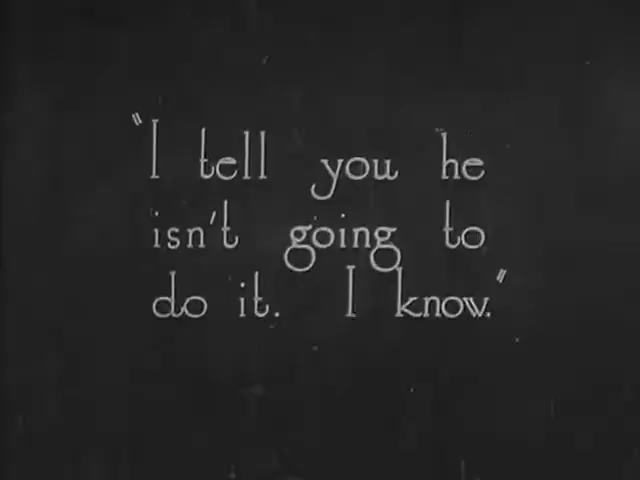 "I tell you he
isn't going to
do it. I know."